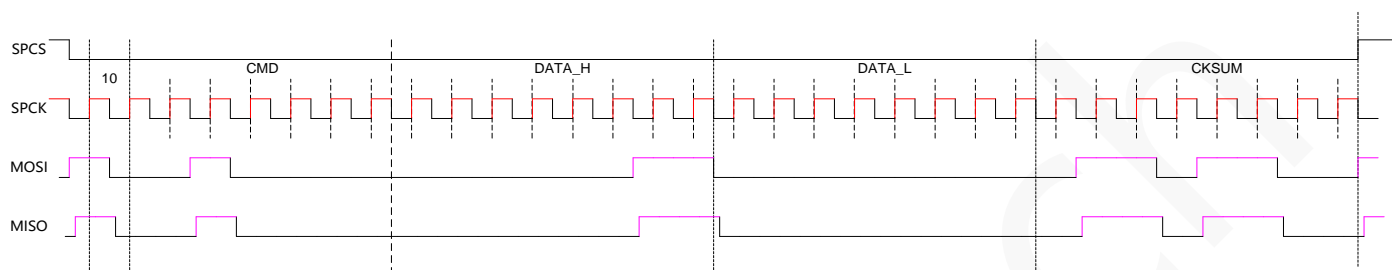 SPCS
10 CMD DATA_H DATA_L CKSUM
SPCK
MOSI
MISO